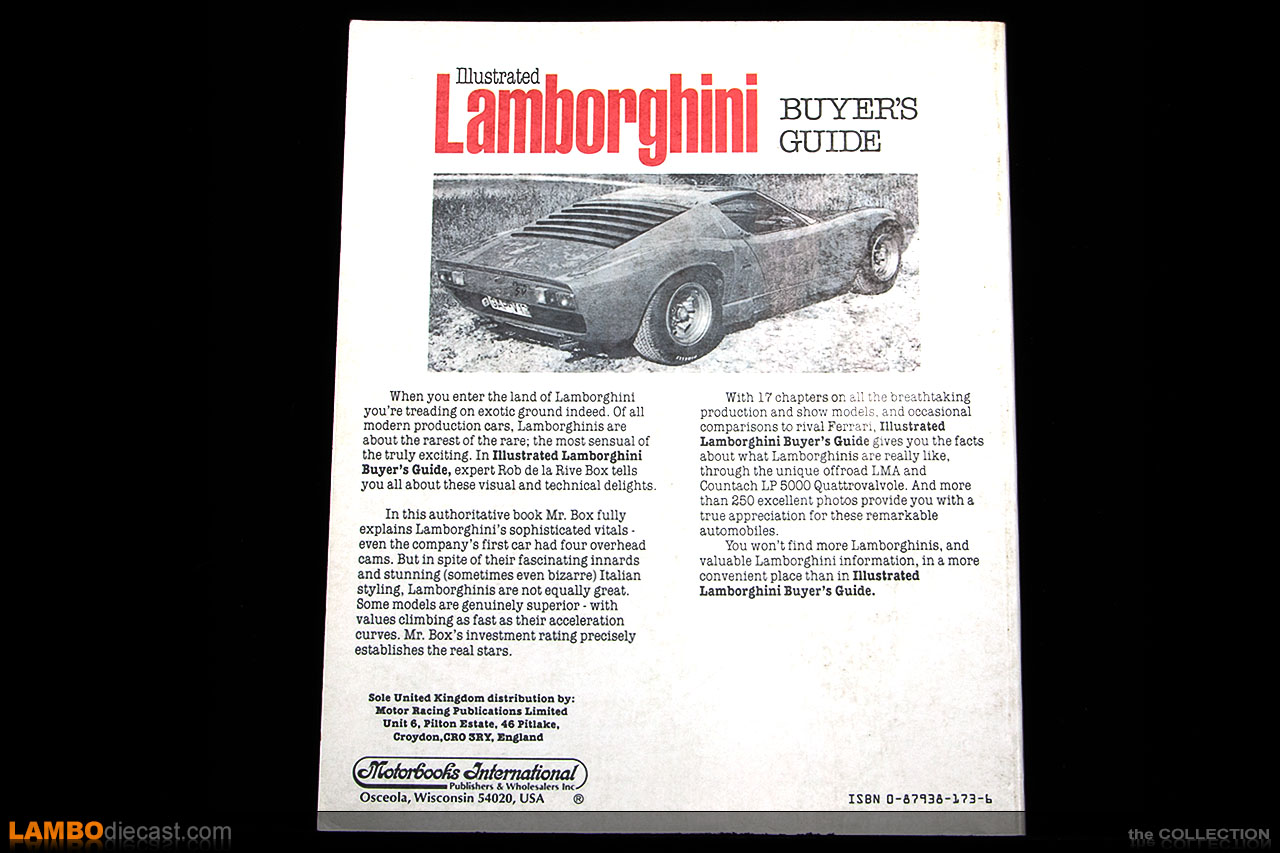 Illustrated
Lamborghini
BUYER'S
GUIDE
When you enter the land of Lamborghini
you're treading on exotic ground indeed. Of all
modern production cars, Lamborghinis are
about the rarest of the rare; the most sensual of
the truly exciting. In Illustrated Lamborghini
Buyer's Guide, expert Rob de la Rive Box tells
you all about these visual and technical delights.
In this authoritative book Mr. Box fully
explains Lamborghini's sophisticated vitals -
even the company's first car had four overhead
cams. But in spite of their fascinating innards
and stunning (sometimes even bizarre) Italian
styling, Lamborghinis are not equally great.
Some models are genuinely superior - with
values climbing as fast as their acceleration
curves. Mr. Box's investment rating precisely
establishes the real stars.
With 17 chapters on all the breathtaking
production and show models, and occasional
comparisons to rival Ferrari, Illustrated
Lamborghini Buyer's Guide gives you the facts
about what Lamborghinis are really like,
through the unique offroad LMA and
Countach LP 5000 Quattrovalvole. And more
than 250 excellent photos provide you with a
true appreciation for these remarkable
automobiles.
You won't find more Lamborghinis, and
valuable Lamborghini information, in a more
convenient place than in Illustrated
Lamborghini Buyer's Guide.
Sole United Kingdom distribution by:
Motor Racing Publications Limited
Unit 6, Pilton Estate, 46 Pitlake,
Croydon,CRO 3RY, England
Motorbooks International
Publishers & Wholesalers Inc.
Osceola, Wisconsin 54020, USA ®
ISBN 0-87938-173-6
LAMBOdiecast.com
the COLLECTION